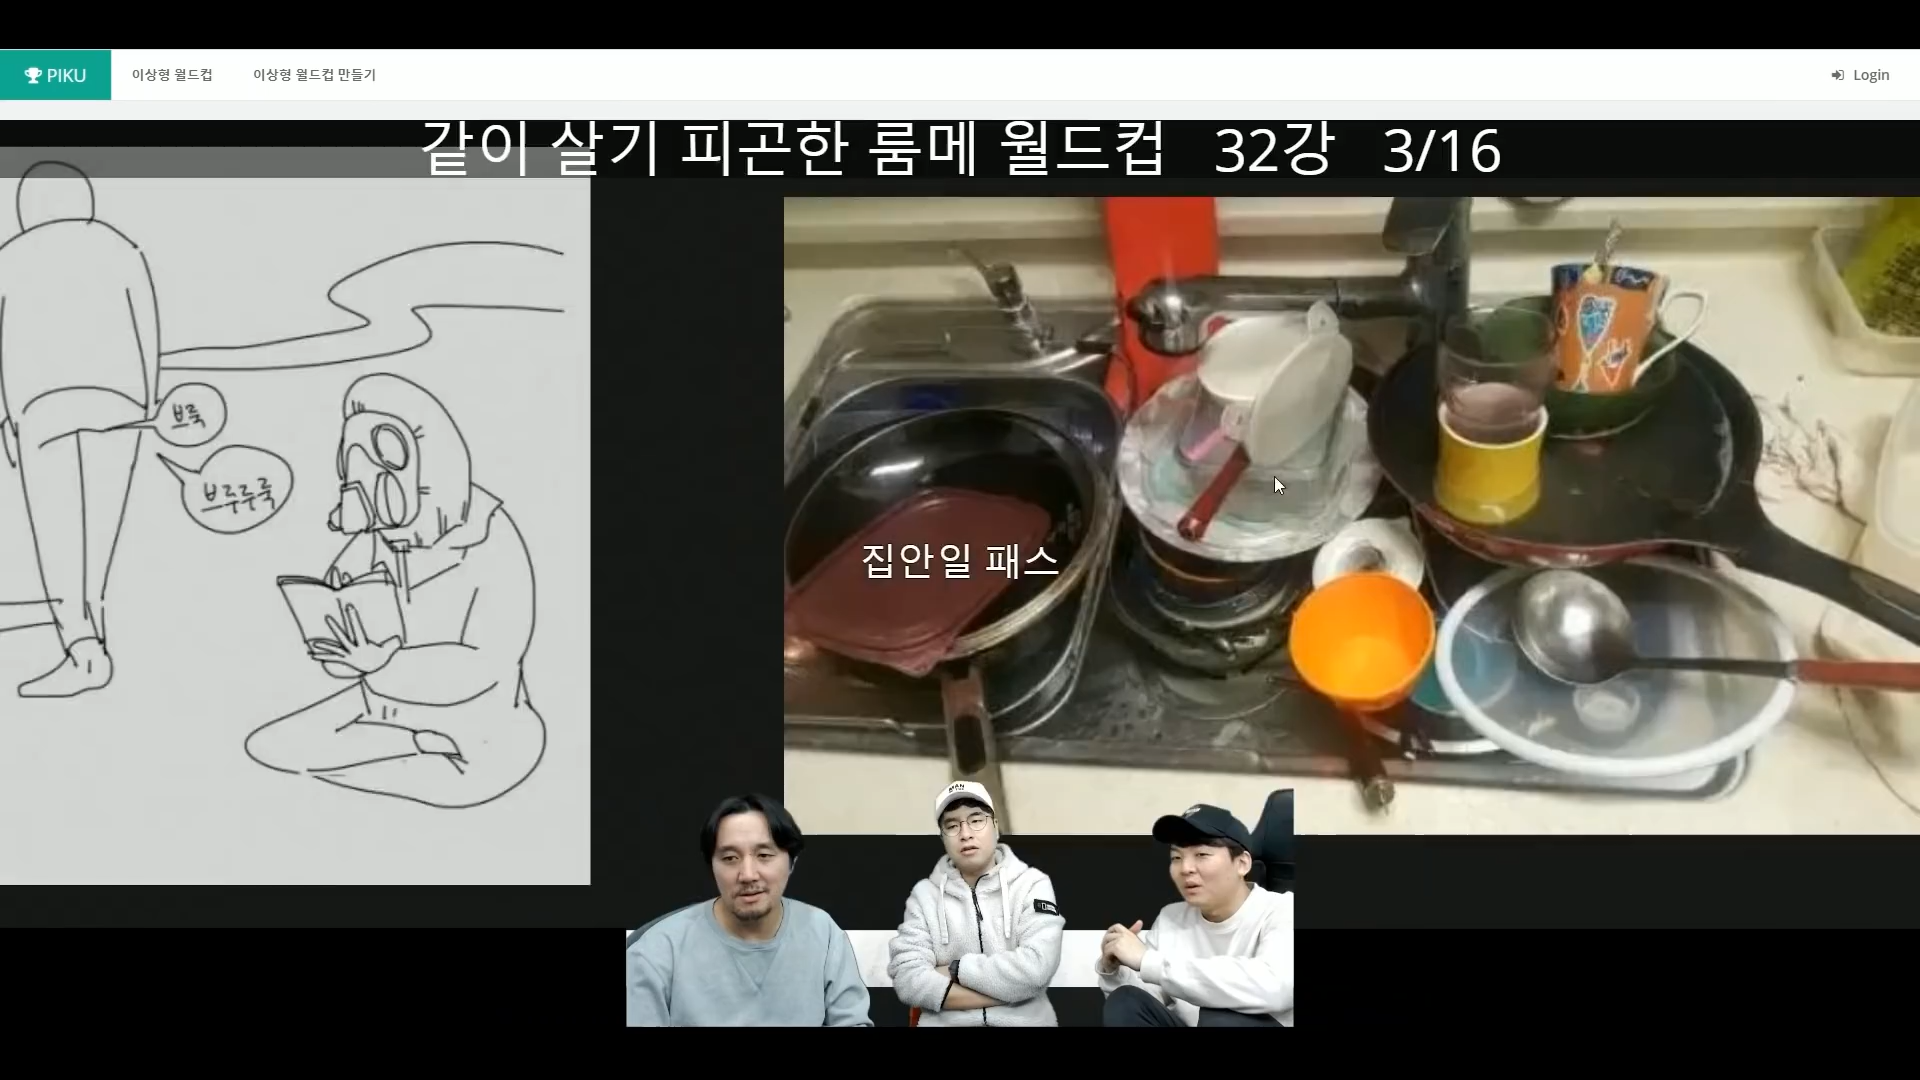 PIKU
이상형 월드컵
이상형 월드컵 만들기
Login
같이 살기 피곤한 룸메 월드컵 32강 3/16
브룩
브루루룩
집안일 패스
MAN